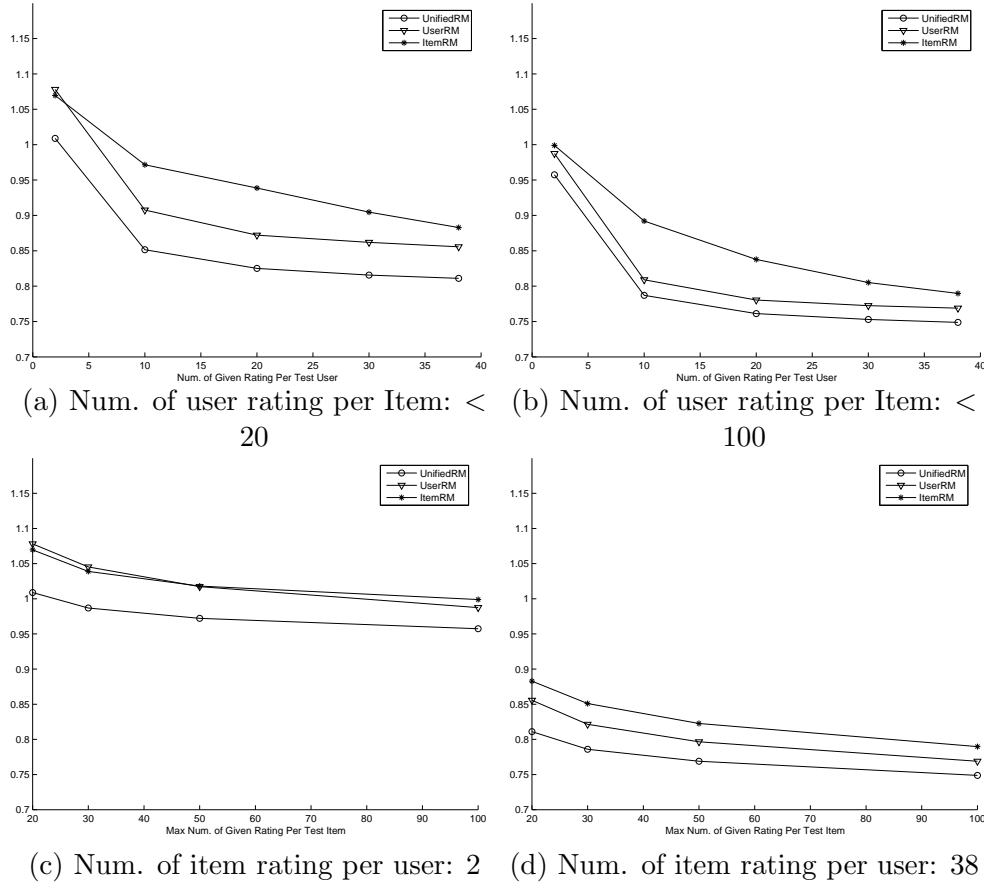 UnifiedRM
UserRM
ItemRM
1.15
1.1
1.05
1
0.95
0.9
0.85
0.8
0.75
0.7
0 5 10 15 20 25 30 35 40
Num. of Given Rating Per Test User
(a) Num. of user rating per Item: <
20
UnifiedRM
UserRM
ItemRM
1.15
1.1
1.05
1
0.95
0.9
0.85
0.8
0.75
0.7
0 5 10 15 20 25 30 35 40
Num. of Given Rating Per Test User
(b) Num. of user rating per Item: <
100
UnifiedRM
UserRM
ItemRM
1.15
1.1
1.05
1
0.95
0.9
0.85
0.8
0.75
0.7
20 30 40 50 60 70 80 90 100
Max Num. of Given Rating Per Test Item
(c) Num. of item rating per user: 2
UnifiedRM
UserRM
ItemRM
1.15
1.1
1.05
1
0.95
0.9
0.85
0.8
0.75
0.7
20 30 40 50 60 70 80 90 100
Max Num. of Given Rating Per Test Item
(d) Num. of item rating per user: 38